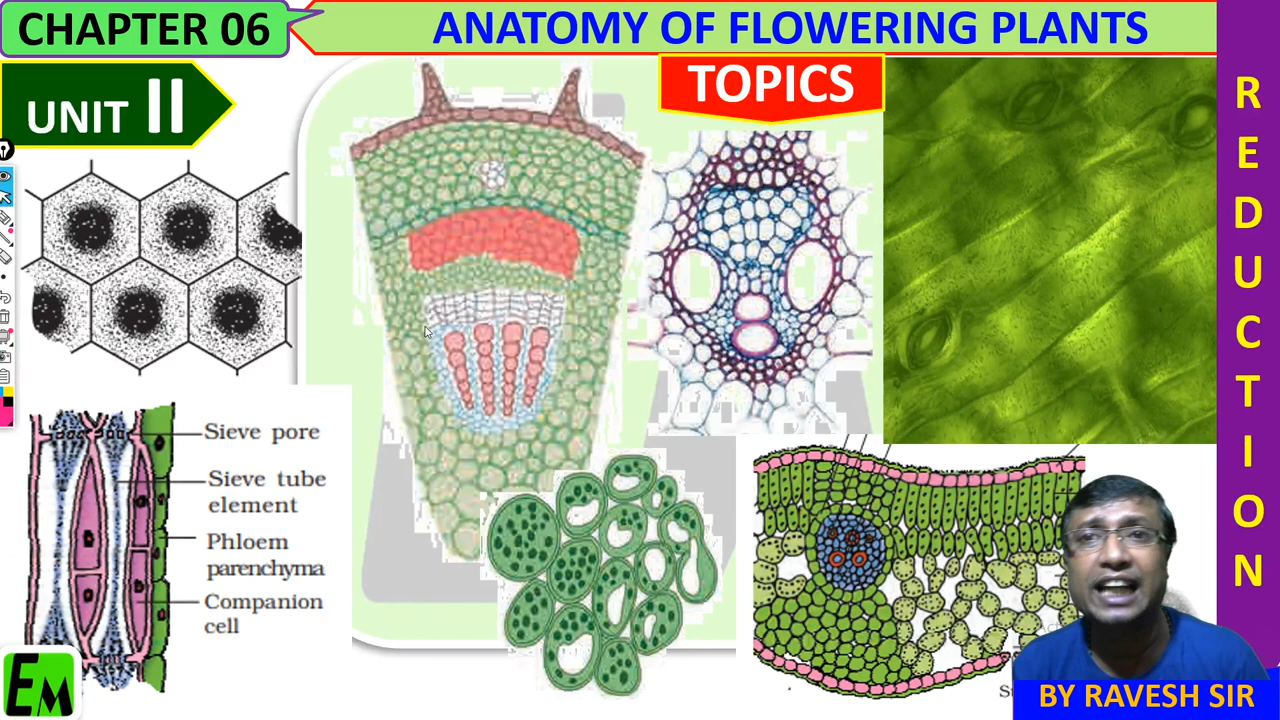 CHAPTER 06
ANATOMY OF FLOWERING PLANTS
UNIT II
TOPICS
REDUCTION
Sieve pore
Sieve tube
element
Phloem
parenchyma
Companion
cell
EM
BY RAVESH SIR